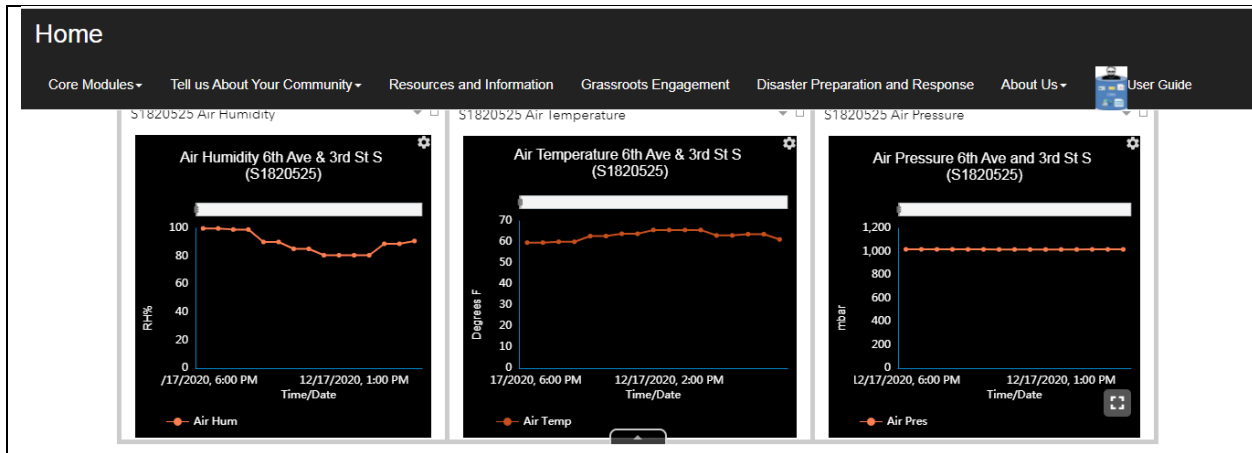 Home
Core Modules Tell us About Your Community Resources and Information Grassroots Engagement Disaster Preparation and Response About Us User Guide
S1820525 Air Humidity
Air Humidity 6th Ave & 3rd St S
(S1820525)
100
80
60
40
20
0
RH%
/17/2020, 6:00 PM 12/17/2020, 1:00 PM
Time/Date
Air Hum
S1820525 Air Temperature
Air Temperature 6th Ave & 3rd St S
(S1820525)
70
60
50
40
30
20
10
0
Degrees F
17/2020, 6:00 PM 12/17/2020, 2:00 PM
Time/Date
Air Temp
S1820525 Air Pressure
Air Pressure 6th Ave and 3rd St S
(S1820525)
1,200
1,000
800
600
400
200
0
mbar
12/17/2020, 6:00 PM 12/17/2020, 1:00 PM
Time/Date
Air Pres